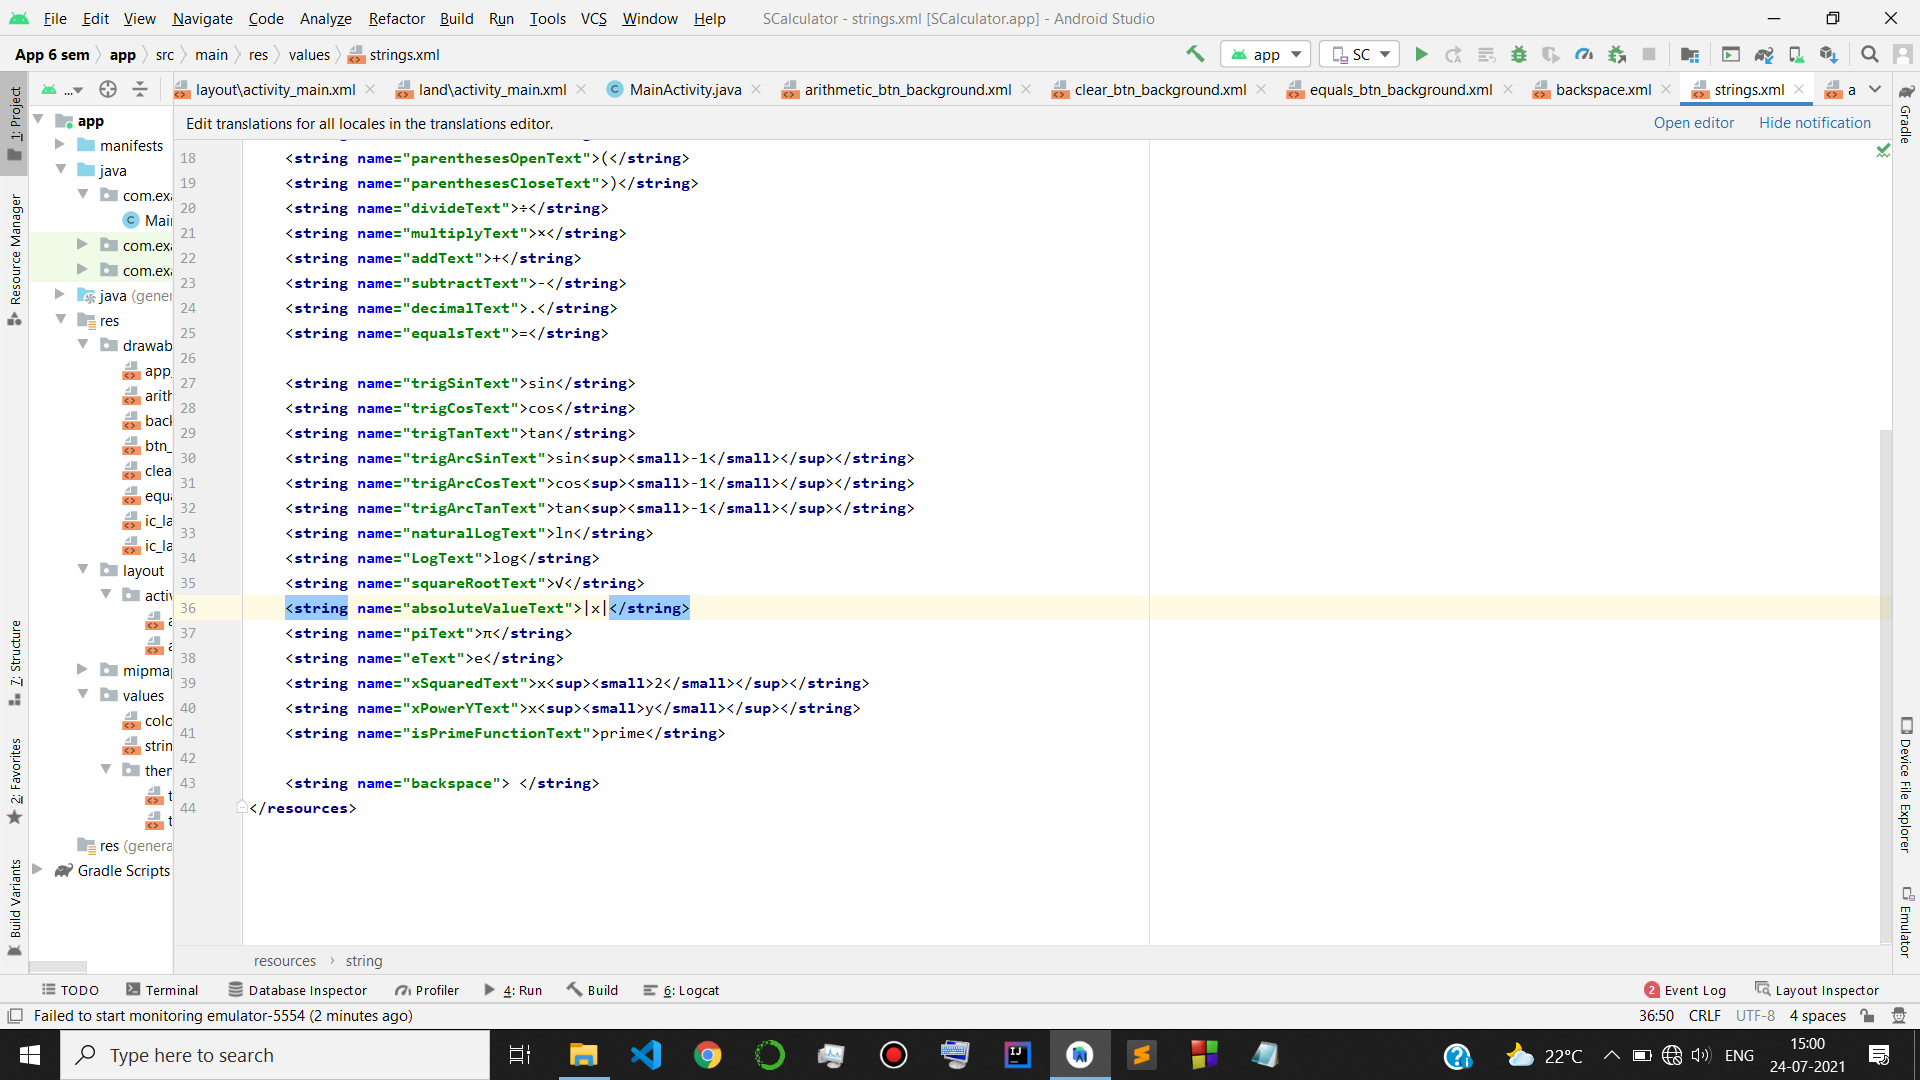 File Edit View Navigate Code Analyze Refactor Build Run Tools VCS Window Help SCalculator - strings.xml [SCalculator.app] - Android Studio
App 6 sem app src main res values strings.xml app SC
... layout\activity_main.xml land\activity_main.xml MainActivity.java arithmetic_btn_background.xml clear_btn_background.xml equals_btn_background.xml backspace.xml strings.xml a
Edit translations for all locales in the translations editor. Open editor Hide notification
1: Project
Resource Manager
7: Structure
2: Favorites
Build Variants
app
manifests
java
com.exa
Mai
com.exa
com.exa
java (gener
res
drawab
app_
arith
back
btn_
clea
equa
ic_la
ic_la
layout
activ
a
a
mipmap
values
colo
strin
them
t
t
res (genera
Gradle Scripts
18 <string name="parenthesesOpenText">(</string>
19 <string name="parenthesesCloseText">)</string>
20 <string name="divideText">÷</string>
21 <string name="multiplyText">×</string>
22 <string name="addText">+</string>
23 <string name="subtractText">-</string>
24 <string name="decimalText">.</string>
25 <string name="equalsText">=</string>
26
27 <string name="trigSinText">sin</string>
28 <string name="trigCosText">cos</string>
29 <string name="trigTanText">tan</string>
30 <string name="trigArcSinText">sin<sup><small>-1</small></sup></string>
31 <string name="trigArcCosText">cos<sup><small>-1</small></sup></string>
32 <string name="trigArcTanText">tan<sup><small>-1</small></sup></string>
33 <string name="naturalLogText">ln</string>
34 <string name="LogText">log</string>
35 <string name="squareRootText">√</string>
36 <string name="absoluteValueText">|x|</string>
37 <string name="piText">π</string>
38 <string name="eText">e</string>
39 <string name="xSquaredText">x<sup><small>2</small></sup></string>
40 <string name="xPowerYText">x<sup><small>y</small></sup></string>
41 <string name="isPrimeFunctionText">prime</string>
42
43 <string name="backspace"> </string>
44 </resources>
Gradle
Device File Explorer
Emulator
resources › string
TODO Terminal Database Inspector Profiler 4: Run Build 6: Logcat 2 Event Log Layout Inspector
Failed to start monitoring emulator-5554 (2 minutes ago) 36:50 CRLF UTF-8 4 spaces
Type here to search 22°C ENG 15:00
24-07-2021